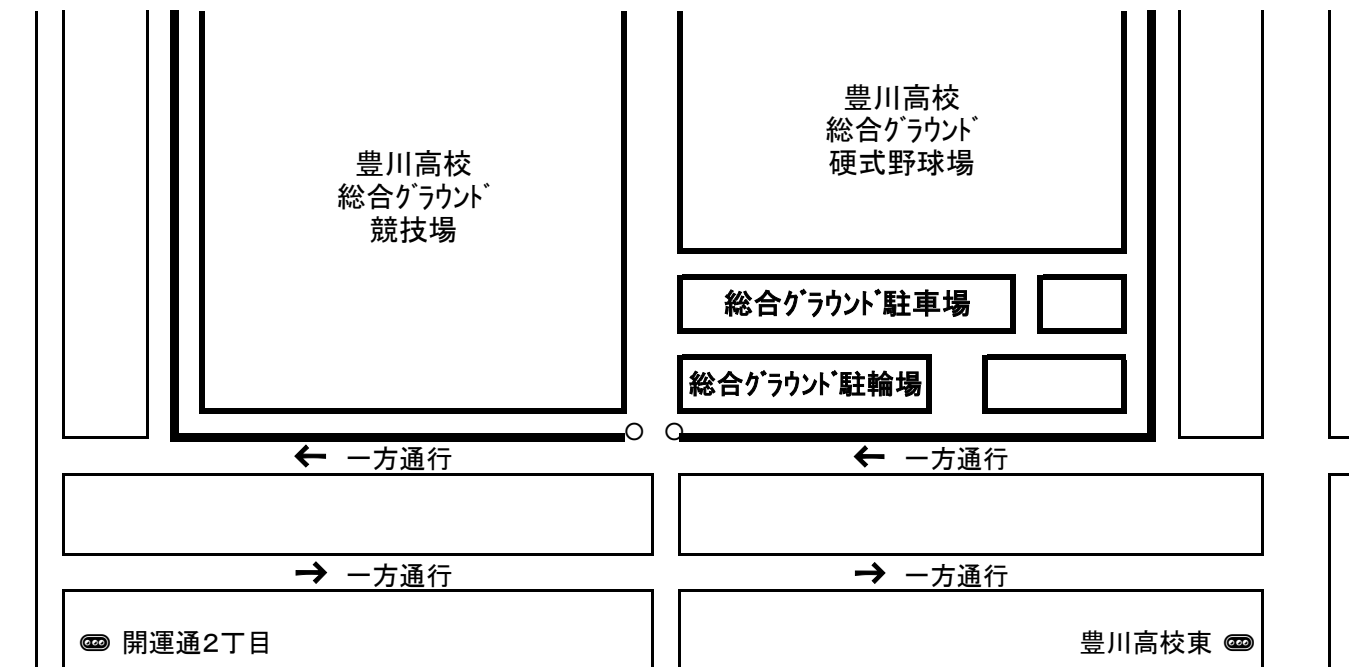 豊川高校
総合ｸﾞﾗｳﾝﾄﾞ
競技場
豊川高校
総合ｸﾞﾗｳﾝﾄﾞ
硬式野球場
総合ｸﾞﾗｳﾝﾄﾞ駐車場
総合ｸﾞﾗｳﾝﾄﾞ駐輪場
← 一方通行
← 一方通行
→ 一方通行
→ 一方通行
開運通2丁目
豊川高校東